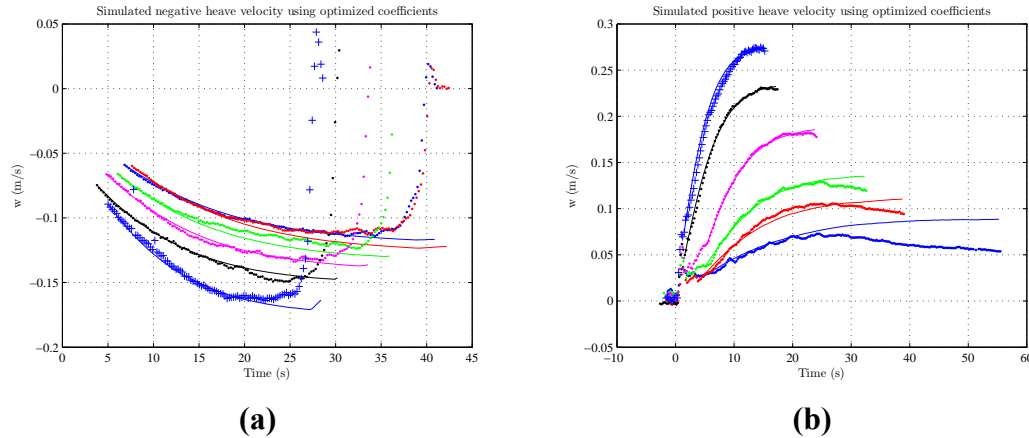 Simulated negative heave velocity using optimized coefficients
0.05
0
−0.05
−0.1
−0.15
−0.2
w (m/s)
0 5 10 15 20 25 30 35 40 45
Time (s)
(a)
Simulated positive heave velocity using optimized coefficients
0.3
0.25
0.2
0.15
0.1
0.05
0
−0.05
w (m/s)
−10 0 10 20 30 40 50 60
Time (s)
(b)